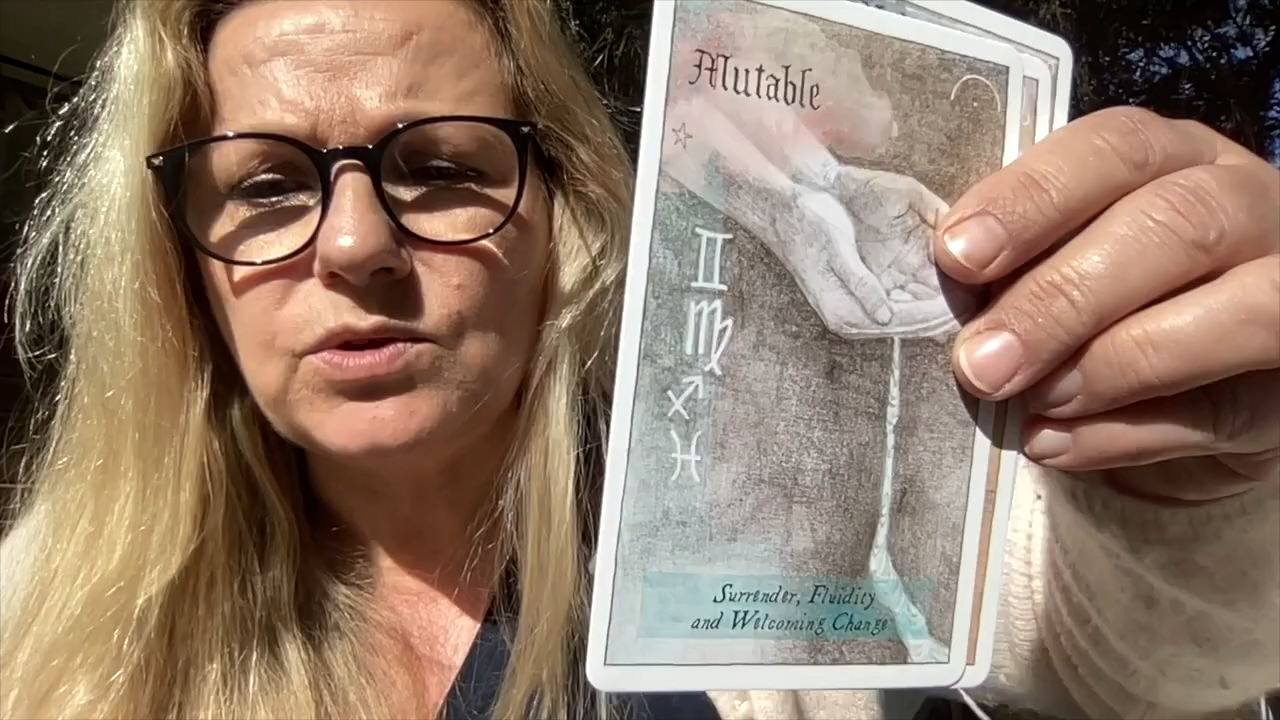 Mutable
♊
♍
♐
♓
Surrender, Fluidity
and Welcoming Change